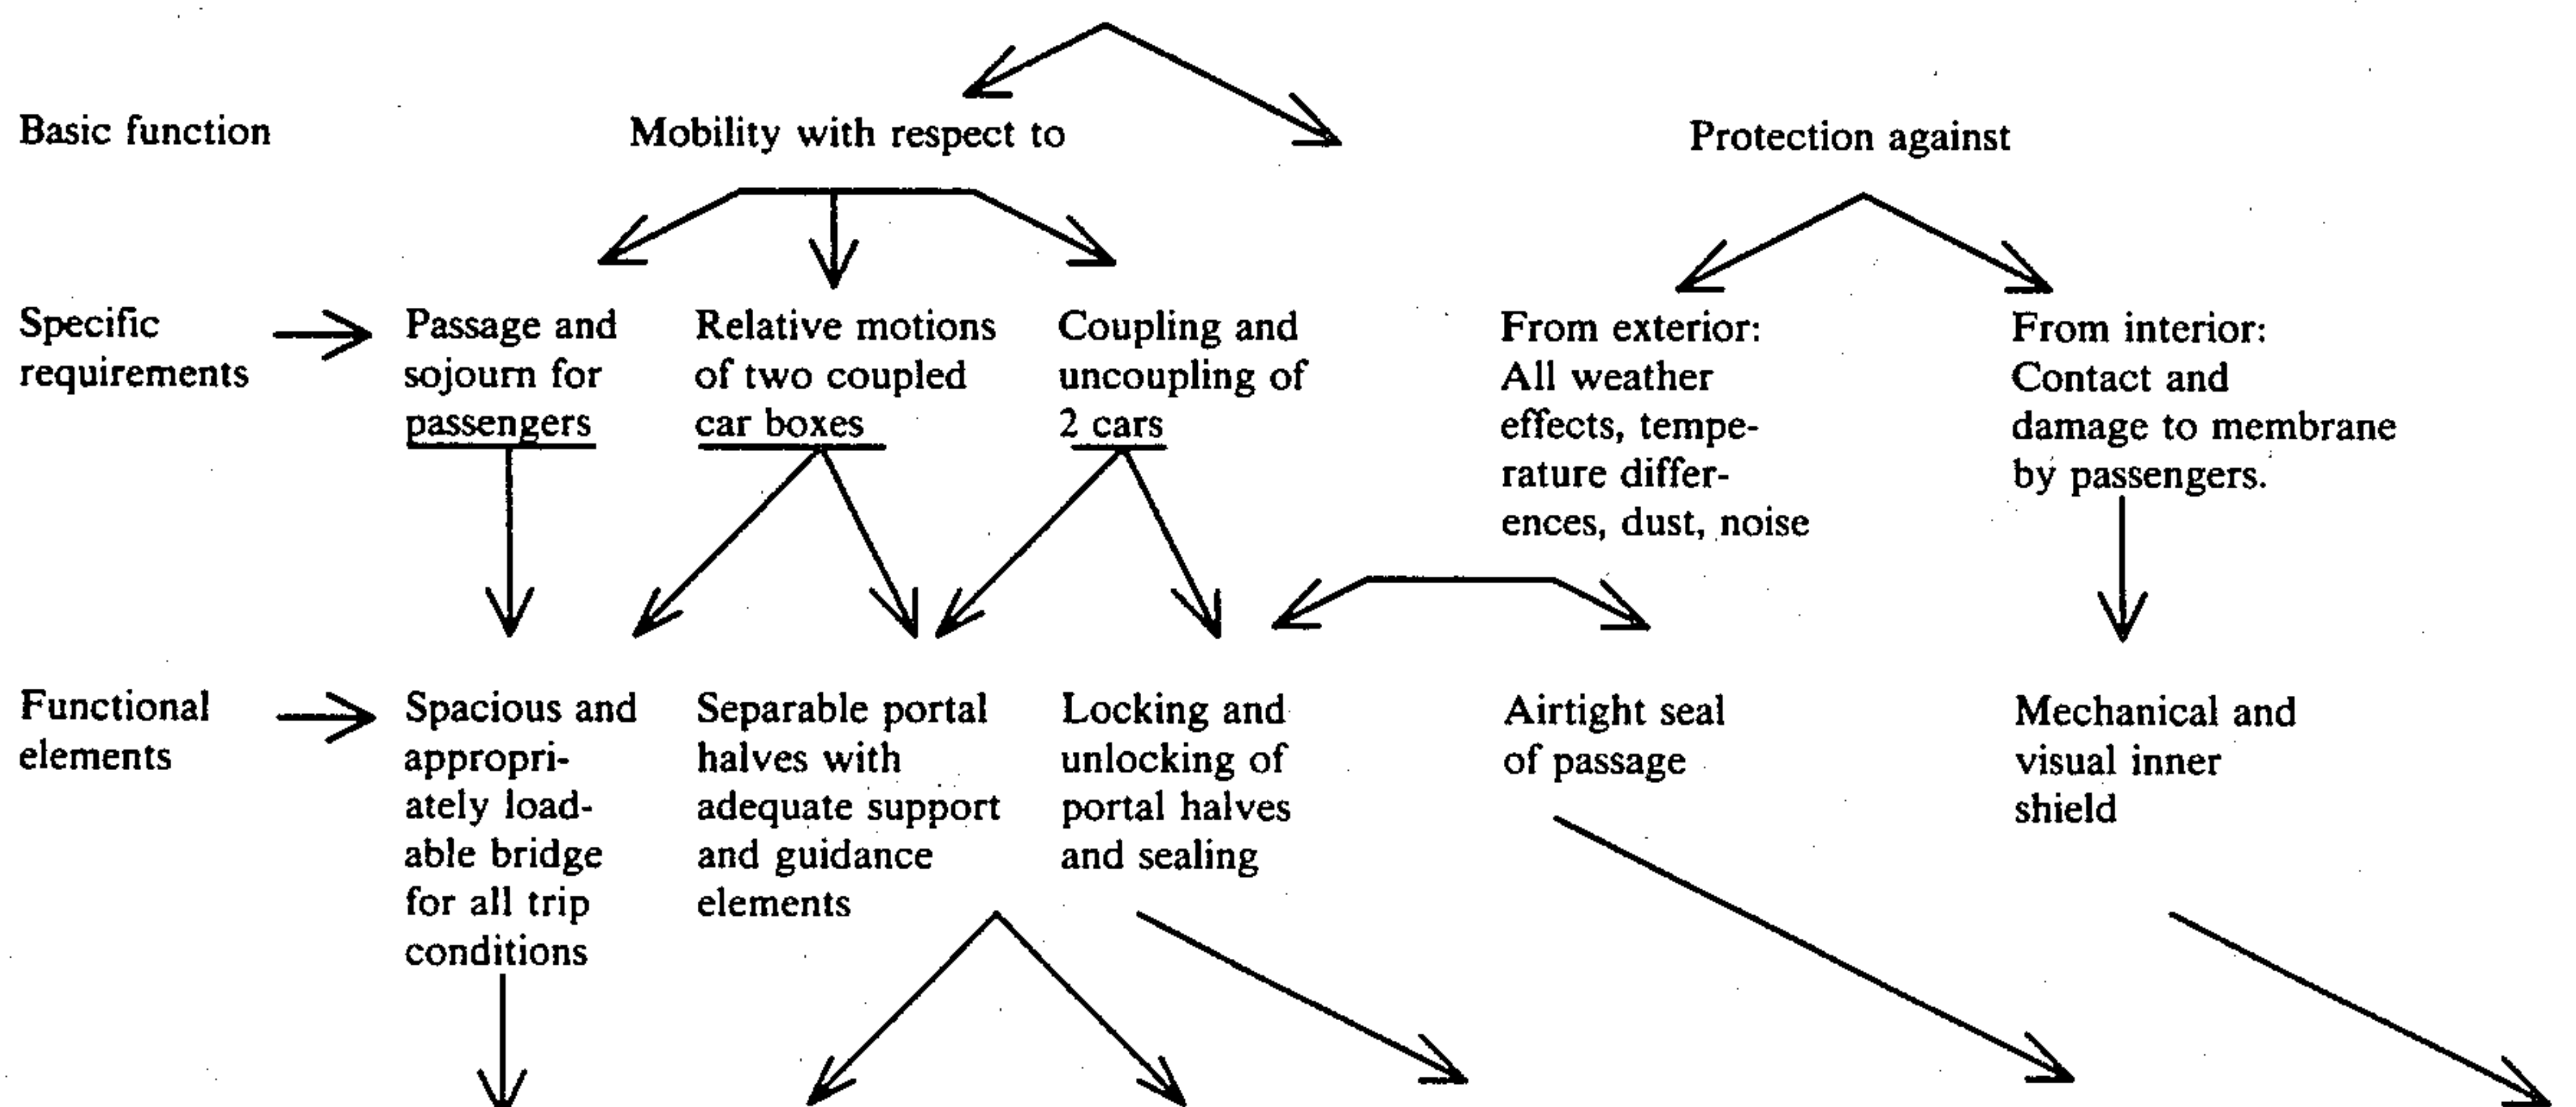 Basic function
Mobility with respect to
Protection against
Specific
requirements
Passage and
sojourn for
passengers
Relative motions
of two coupled
car boxes
Coupling and
uncoupling of
2 cars
From exterior:
All weather
effects, tempe-
rature differ-
ences, dust, noise
From interior:
Contact and
damage to membrane
by passengers.
Functional
elements
Spacious and
appropri-
ately load-
able bridge
for all trip
conditions
Separable portal
halves with
adequate support
and guidance
elements
Locking and
unlocking of
portal halves
and sealing
Airtight seal
of passage
Mechanical and
visual inner
shield